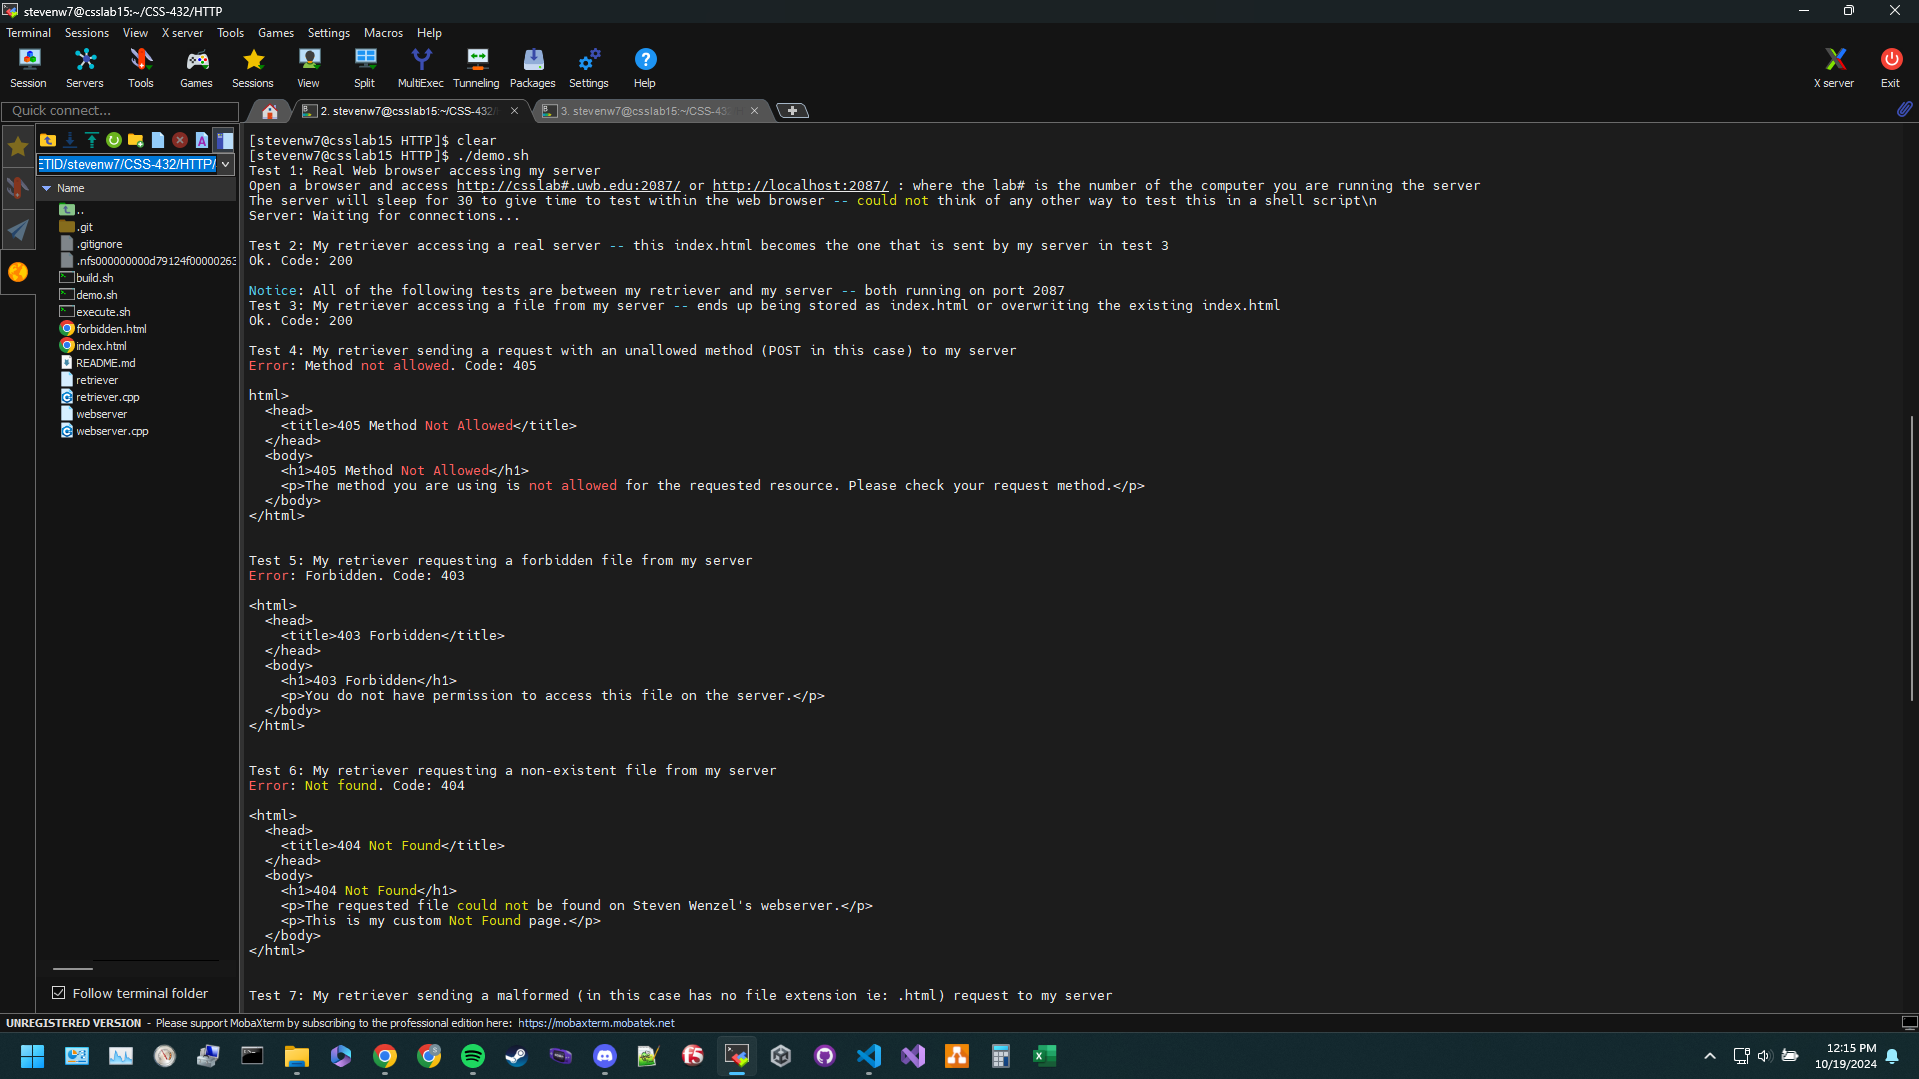 stevenw7@csslab15:~/CSS-432/HTTP
Terminal Sessions View X server Tools Games Settings Macros Help
Session Servers Tools Games Sessions View Split MultiExec Tunneling Packages Settings Help X server Exit
Quick connect...
2. stevenw7@csslab15:~/CSS-432/
3. stevenw7@csslab15:~/CSS-432
ETID/stevenw7/CSS-432/HTTP/
Name
..
.git
.gitignore
.nfs000000000d79124f00000263
build.sh
demo.sh
execute.sh
forbidden.html
index.html
README.md
retriever
retriever.cpp
webserver
webserver.cpp
Follow terminal folder
[stevenw7@csslab15 HTTP]$ clear
[stevenw7@csslab15 HTTP]$ ./demo.sh
Test 1: Real Web browser accessing my server
Open a browser and access http://csslab#.uwb.edu:2087/ or http://localhost:2087/ : where the lab# is the number of the computer you are running the server
The server will sleep for 30 to give time to test within the web browser -- could not think of any other way to test this in a shell script\n
Server: Waiting for connections...
Test 2: My retriever accessing a real server -- this index.html becomes the one that is sent by my server in test 3
Ok. Code: 200
Notice: All of the following tests are between my retriever and my server -- both running on port 2087
Test 3: My retriever accessing a file from my server -- ends up being stored as index.html or overwriting the existing index.html
Ok. Code: 200
Test 4: My retriever sending a request with an unallowed method (POST in this case) to my server
Error: Method not allowed. Code: 405
html>
<head>
<title>405 Method Not Allowed</title>
</head>
<body>
<h1>405 Method Not Allowed</h1>
<p>The method you are using is not allowed for the requested resource. Please check your request method.</p>
</body>
</html>
Test 5: My retriever requesting a forbidden file from my server
Error: Forbidden. Code: 403
<html>
<head>
<title>403 Forbidden</title>
</head>
<body>
<h1>403 Forbidden</h1>
<p>You do not have permission to access this file on the server.</p>
</body>
</html>
Test 6: My retriever requesting a non-existent file from my server
Error: Not found. Code: 404
<html>
<head>
<title>404 Not Found</title>
</head>
<body>
<h1>404 Not Found</h1>
<p>The requested file could not be found on Steven Wenzel's webserver.</p>
<p>This is my custom Not Found page.</p>
</body>
</html>
Test 7: My retriever sending a malformed (in this case has no file extension ie: .html) request to my server
UNREGISTERED VERSION - Please support MobaXterm by subscribing to the professional edition here: https://mobaxterm.mobatek.net
12:15 PM
10/19/2024